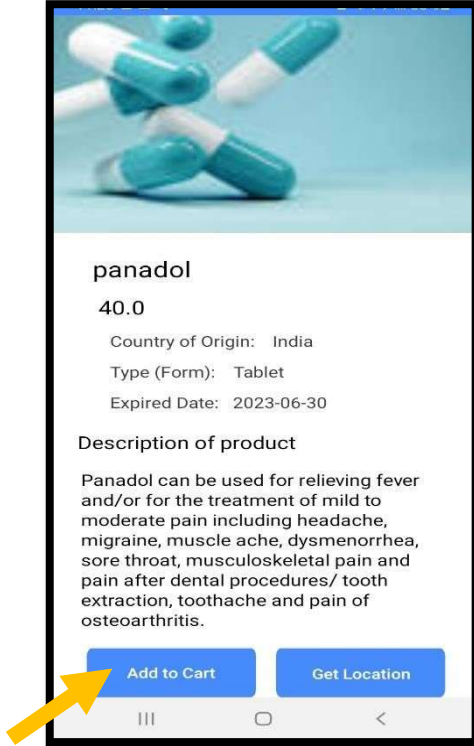 panadol
40.0
Country of Origin: India
Type (Form): Tablet
Expired Date: 2023-06-30
Description of product
Panadol can be used for relieving fever
and/or for the treatment of mild to
moderate pain including headache,
migraine, muscle ache, dysmenorrhea,
sore throat, musculoskeletal pain and
pain after dental procedures/ tooth
extraction, toothache and pain of
osteoarthritis.
Add to Cart Get Location